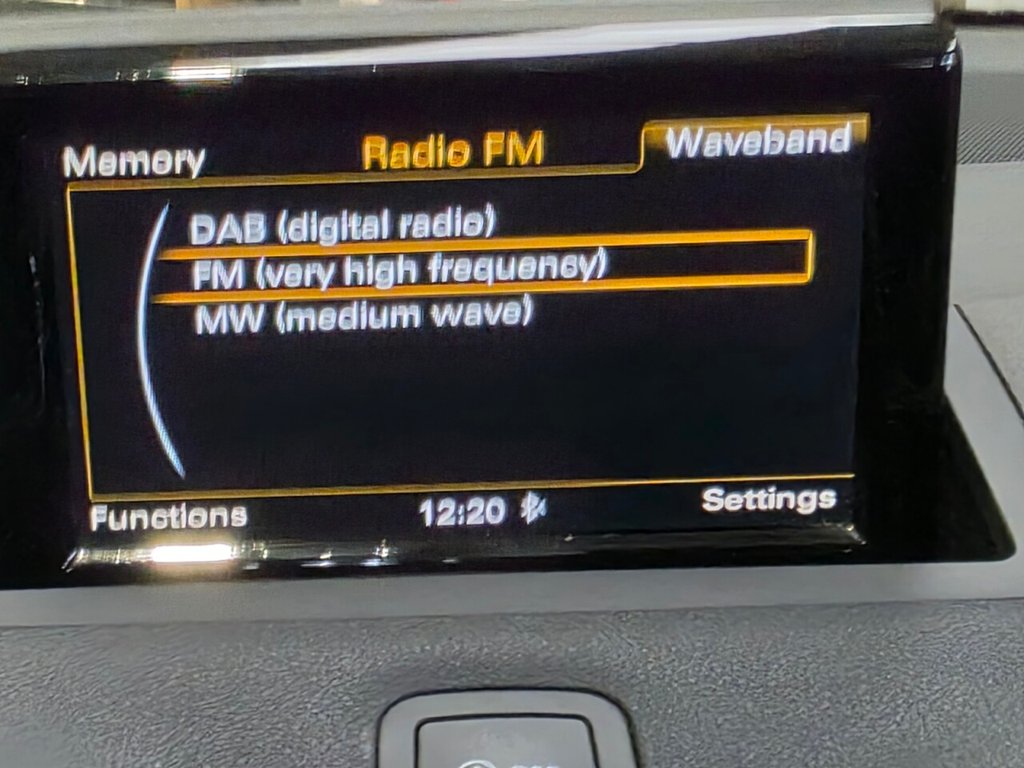 Memory Radio FM Waveband
DAB (digital radio)
FM (very high frequency)
MW (medium wave)
Functions 12:20 Settings